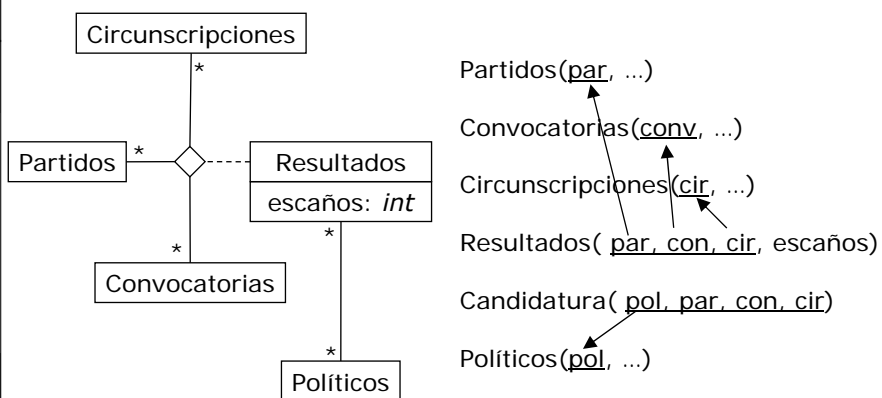 Circunscripciones
*
Partidos
*
Resultados
escaños: int
*
*
Convocatorias
*
Políticos
Partidos(par, ...)
Convocatorias(conv, ...)
Circunscripciones(cir, ...)
Resultados( par, con, cir, escaños)
Candidatura( pol, par, con, cir)
Políticos(pol, ...)